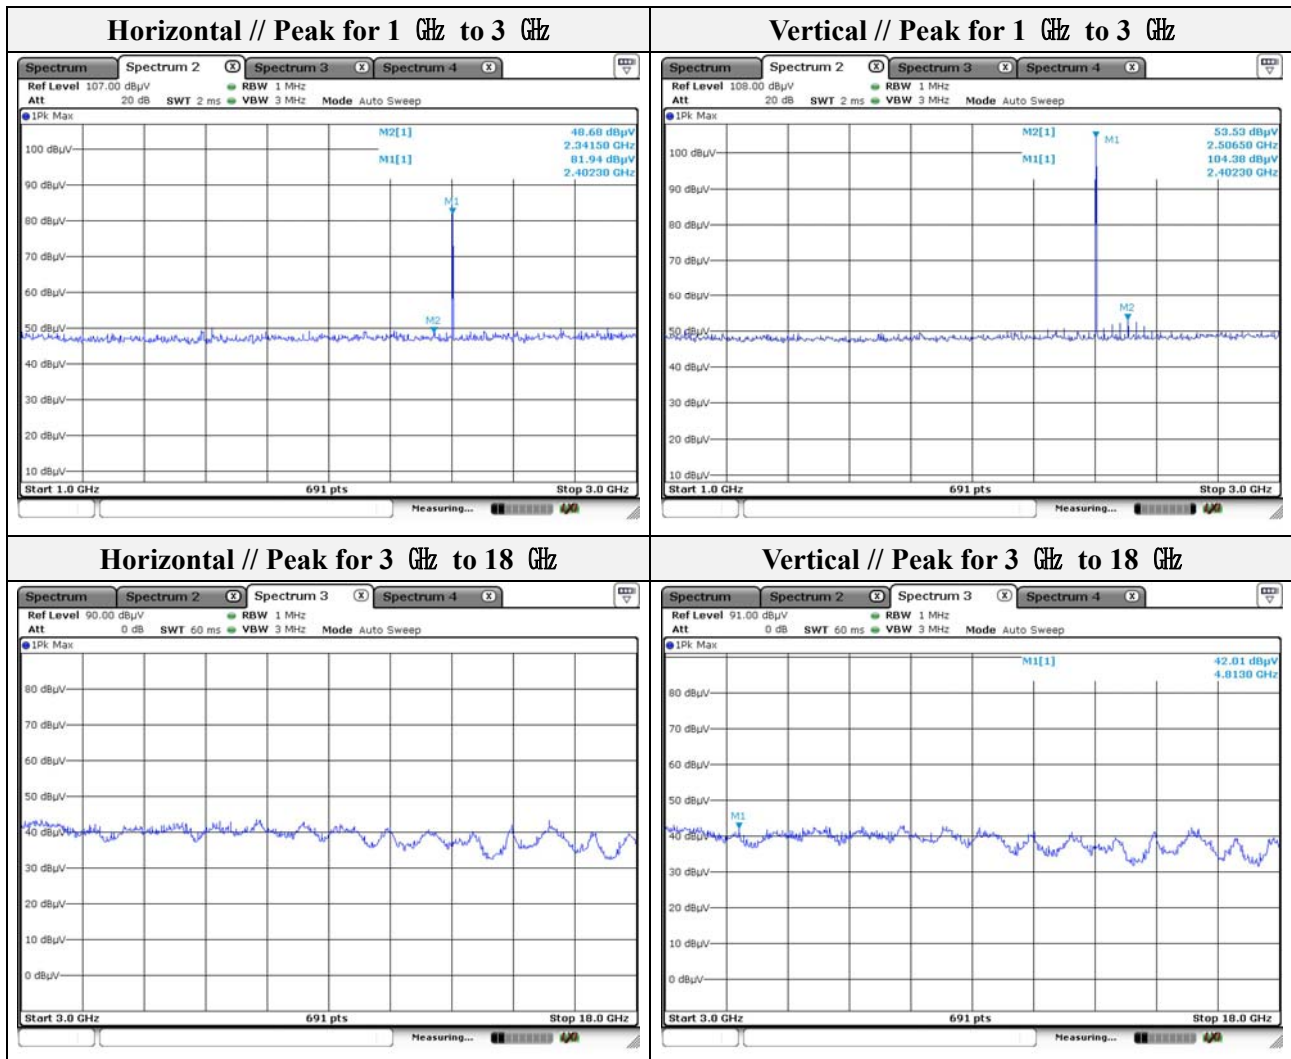 Horizontal // Peak for 1 ㎓ to 3 ㎓
Spectrum Spectrum 2 Spectrum 3 Spectrum 4
Ref Level 107.00 dBµV RBW 1 MHz
Att 20 dB SWT 2 ms VBW 3 MHz Mode Auto Sweep
1Pk Max
M2[1] 48.68 dBµV
2.34150 GHz
M1[1] 81.94 dBµV
2.40230 GHz
100 dBµV
90 dBµV
M1
80 dBµV
70 dBµV
60 dBµV
M2
50 dBµV
40 dBµV
30 dBµV
20 dBµV
10 dBµV
Start 1.0 GHz 691 pts Stop 3.0 GHz
Measuring...
Vertical // Peak for 1 ㎓ to 3 ㎓
Spectrum Spectrum 2 Spectrum 3 Spectrum 4
Ref Level 108.00 dBµV RBW 1 MHz
Att 20 dB SWT 2 ms VBW 3 MHz Mode Auto Sweep
1Pk Max
M2[1] 53.53 dBµV
2.50650 GHz
M1[1] 104.38 dBµV
2.40230 GHz
M1
100 dBµV
90 dBµV
80 dBµV
70 dBµV
60 dBµV
M2
50 dBµV
40 dBµV
30 dBµV
20 dBµV
10 dBµV
Start 1.0 GHz 691 pts Stop 3.0 GHz
Measuring...
Horizontal // Peak for 3 ㎓ to 18 ㎓
Spectrum Spectrum 2 Spectrum 3 Spectrum 4
Ref Level 90.00 dBµV RBW 1 MHz
Att 0 dB SWT 60 ms VBW 3 MHz Mode Auto Sweep
1Pk Max
80 dBµV
70 dBµV
60 dBµV
50 dBµV
40 dBµV
30 dBµV
20 dBµV
10 dBµV
0 dBµV
Start 3.0 GHz 691 pts Stop 18.0 GHz
Measuring...
Vertical // Peak for 3 ㎓ to 18 ㎓
Spectrum Spectrum 2 Spectrum 3 Spectrum 4
Ref Level 91.00 dBµV RBW 1 MHz
Att 0 dB SWT 60 ms VBW 3 MHz Mode Auto Sweep
1Pk Max
M1[1] 42.01 dBµV
4.8130 GHz
80 dBµV
70 dBµV
60 dBµV
50 dBµV
M1
40 dBµV
30 dBµV
20 dBµV
10 dBµV
0 dBµV
Start 3.0 GHz 691 pts Stop 18.0 GHz
Measuring...